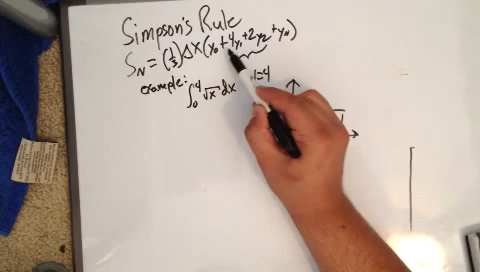 Simpson's Rule
S_N = (1/3) Δx (y₀ + 4y₁ + 2y₂ + y_N)
example:
∫₀⁴ √x dx =4